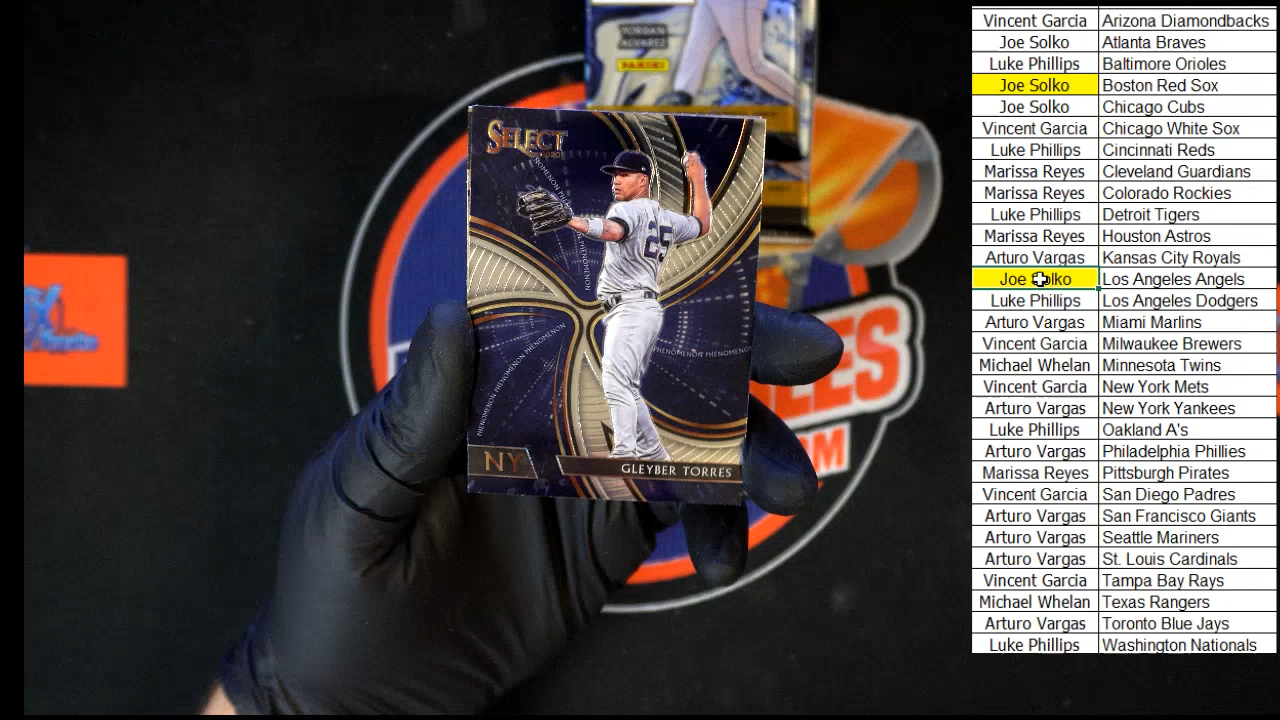 YORDAN
ALVAREZ
PANINI
SELECT
2020
PHENOMENON
PHENOMENON
25
PHENOMENON PHENOMENON
PHENOMENON PHENOMENON
NY
GLEYBER TORRES
Vincent Garcia Arizona Diamondbacks
Joe Solko Atlanta Braves
Luke Phillips Baltimore Orioles
Joe Solko Boston Red Sox
Joe Solko Chicago Cubs
Vincent Garcia Chicago White Sox
Luke Phillips Cincinnati Reds
Marissa Reyes Cleveland Guardians
Marissa Reyes Colorado Rockies
Luke Phillips Detroit Tigers
Marissa Reyes Houston Astros
Arturo Vargas Kansas City Royals
Joe Solko Los Angeles Angels
Luke Phillips Los Angeles Dodgers
Arturo Vargas Miami Marlins
Vincent Garcia Milwaukee Brewers
Michael Whelan Minnesota Twins
Vincent Garcia New York Mets
Arturo Vargas New York Yankees
Luke Phillips Oakland A's
Arturo Vargas Philadelphia Phillies
Marissa Reyes Pittsburgh Pirates
Vincent Garcia San Diego Padres
Arturo Vargas San Francisco Giants
Arturo Vargas Seattle Mariners
Arturo Vargas St. Louis Cardinals
Vincent Garcia Tampa Bay Rays
Michael Whelan Texas Rangers
Arturo Vargas Toronto Blue Jays
Luke Phillips Washington Nationals